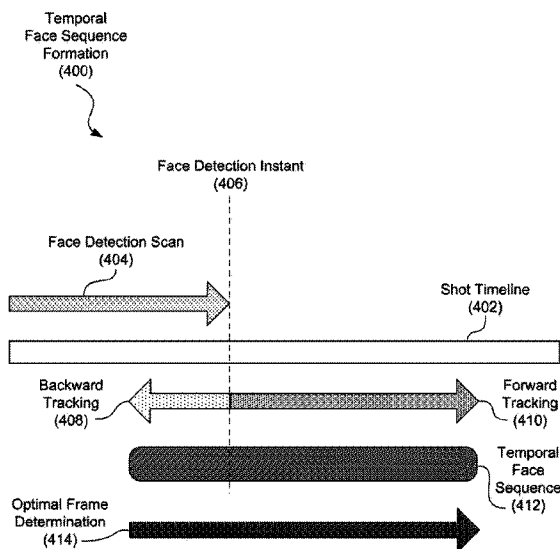 Temporal
Face Sequence
Formation
(400)
Face Detection Instant
(406)
Face Detection Scan
(404)
Shot Timeline
(402)
Backward
Tracking
(408)
Forward
Tracking
(410)
Temporal
Face
Sequence
(412)
Optimal Frame
Determination
(414)